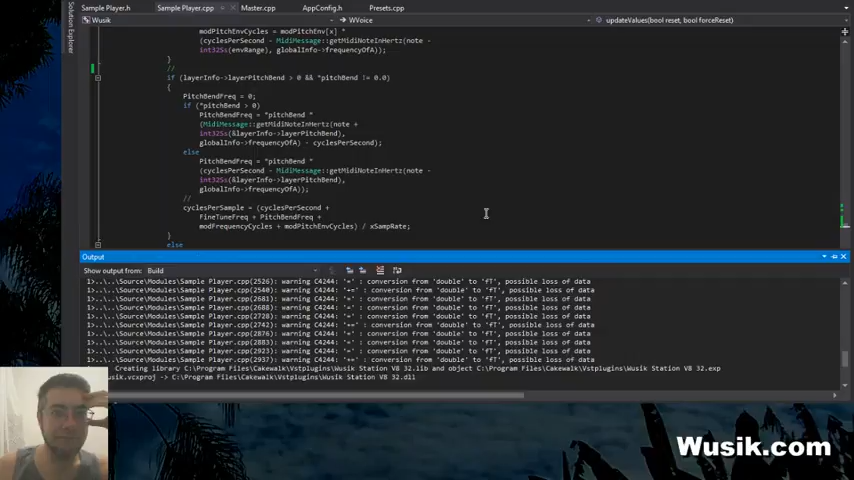 Sample Player.h
Sample Player.cpp
Master.cpp
AppConfig.h
Presets.cpp
Solution Explorer
Wusik
WVoice
updateValues(bool reset, bool forceReset)
modPitchEnvCycles = modPitchEnv[x] *
(cyclesPerSecond - MidiMessage::getMidiNoteInHertz(note -
int32Ss(envRange), globalInfo->frequencyOfA));
}
//
if (layerInfo->layerPitchBend > 0 && *pitchBend != 0.0)
{
PitchBendFreq = 0;
if (*pitchBend > 0)
PitchBendFreq = *pitchBend *
(MidiMessage::getMidiNoteInHertz(note +
int32Ss(&layerInfo->layerPitchBend),
globalInfo->frequencyOfA) - cyclesPerSecond);
else
PitchBendFreq = *pitchBend *
(cyclesPerSecond - MidiMessage::getMidiNoteInHertz(note -
int32Ss(&layerInfo->layerPitchBend),
globalInfo->frequencyOfA));
//
cyclesPerSample = (cyclesPerSecond +
FineTuneFreq + PitchBendFreq +
modFrequencyCycles + modPitchEnvCycles) / xSampRate;
}
else
Output
Show output from: Build
1>..\..\Source\Modules\Sample Player.cpp(2526): warning C4244: '=' : conversion from 'double' to 'fT', possible loss of data
1>..\..\Source\Modules\Sample Player.cpp(2540): warning C4244: '+=' : conversion from 'double' to 'fT', possible loss of data
1>..\..\Source\Modules\Sample Player.cpp(2681): warning C4244: '=' : conversion from 'double' to 'fT', possible loss of data
1>..\..\Source\Modules\Sample Player.cpp(2688): warning C4244: '+=' : conversion from 'double' to 'fT', possible loss of data
1>..\..\Source\Modules\Sample Player.cpp(2728): warning C4244: '=' : conversion from 'double' to 'fT', possible loss of data
1>..\..\Source\Modules\Sample Player.cpp(2742): warning C4244: '+=' : conversion from 'double' to 'fT', possible loss of data
1>..\..\Source\Modules\Sample Player.cpp(2876): warning C4244: '=' : conversion from 'double' to 'fT', possible loss of data
1>..\..\Source\Modules\Sample Player.cpp(2883): warning C4244: '+=' : conversion from 'double' to 'fT', possible loss of data
1>..\..\Source\Modules\Sample Player.cpp(2923): warning C4244: '=' : conversion from 'double' to 'fT', possible loss of data
1>..\..\Source\Modules\Sample Player.cpp(2937): warning C4244: '+=' : conversion from 'double' to 'fT', possible loss of data
Creating library C:\Program Files\Cakewalk\Vstplugins\Wusik Station V8 32.lib and object C:\Program Files\Cakewalk\Vstplugins\Wusik Station V8 32.exp
usik.vcxproj -> C:\Program Files\Cakewalk\Vstplugins\Wusik Station V8 32.dll
Wusik.com